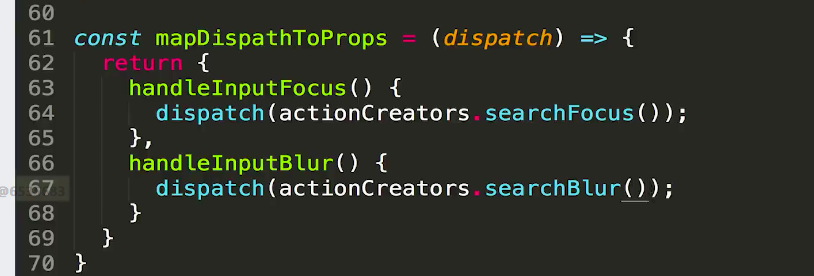 60
61 const mapDispathToProps = (dispatch) => {
62   return {
63     handleInputFocus() {
64       dispatch(actionCreators.searchFocus());
65     },
66     handleInputBlur() {
67       dispatch(actionCreators.searchBlur());
68     }
69   }
70 }